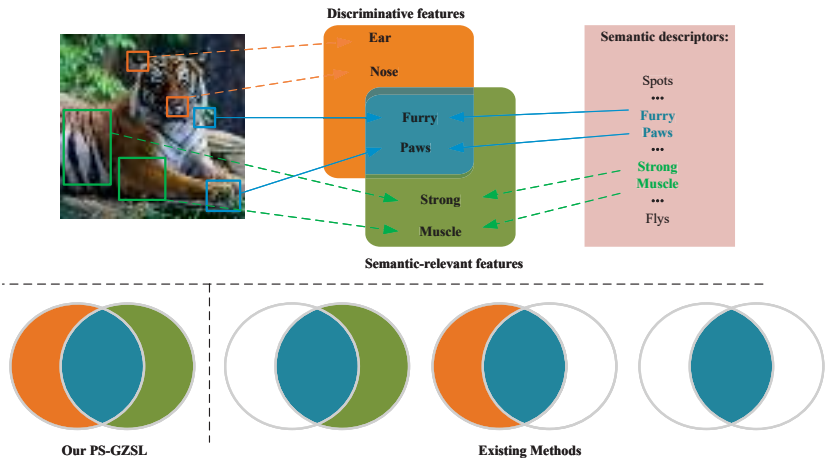 Discriminative features
Ear
Nose
Furry
Paws
Strong
Muscle
Semantic-relevant features
Semantic descriptors:
Spots
...
Furry
Paws
...
Strong
Muscle
...
Flys
Our PS-GZSL
Existing Methods